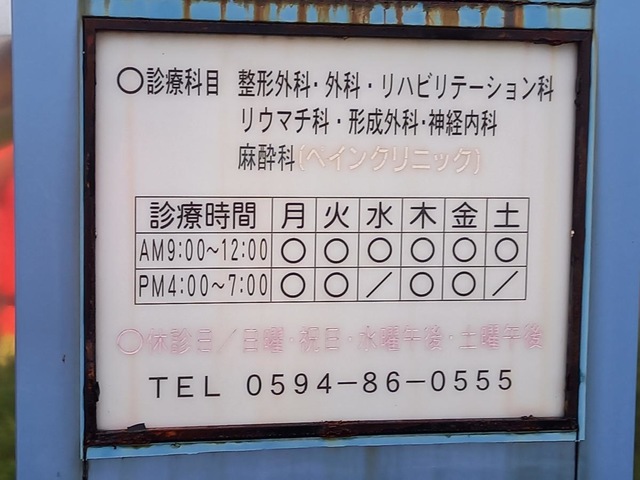 ○診療科目 整形外科・外科・リハビリテーション科
リウマチ科・形成外科・神経内科
麻酔科(ペインクリニック)
診療時間 月 火 水 木 金 土
AM9:00~12:00 ○ ○ ○ ○ ○ ○
PM4:00~7:00 ○ ○ / ○ ○ /
○休診日/日曜・祝日・水曜午後・土曜午後
TEL 0594-86-0555